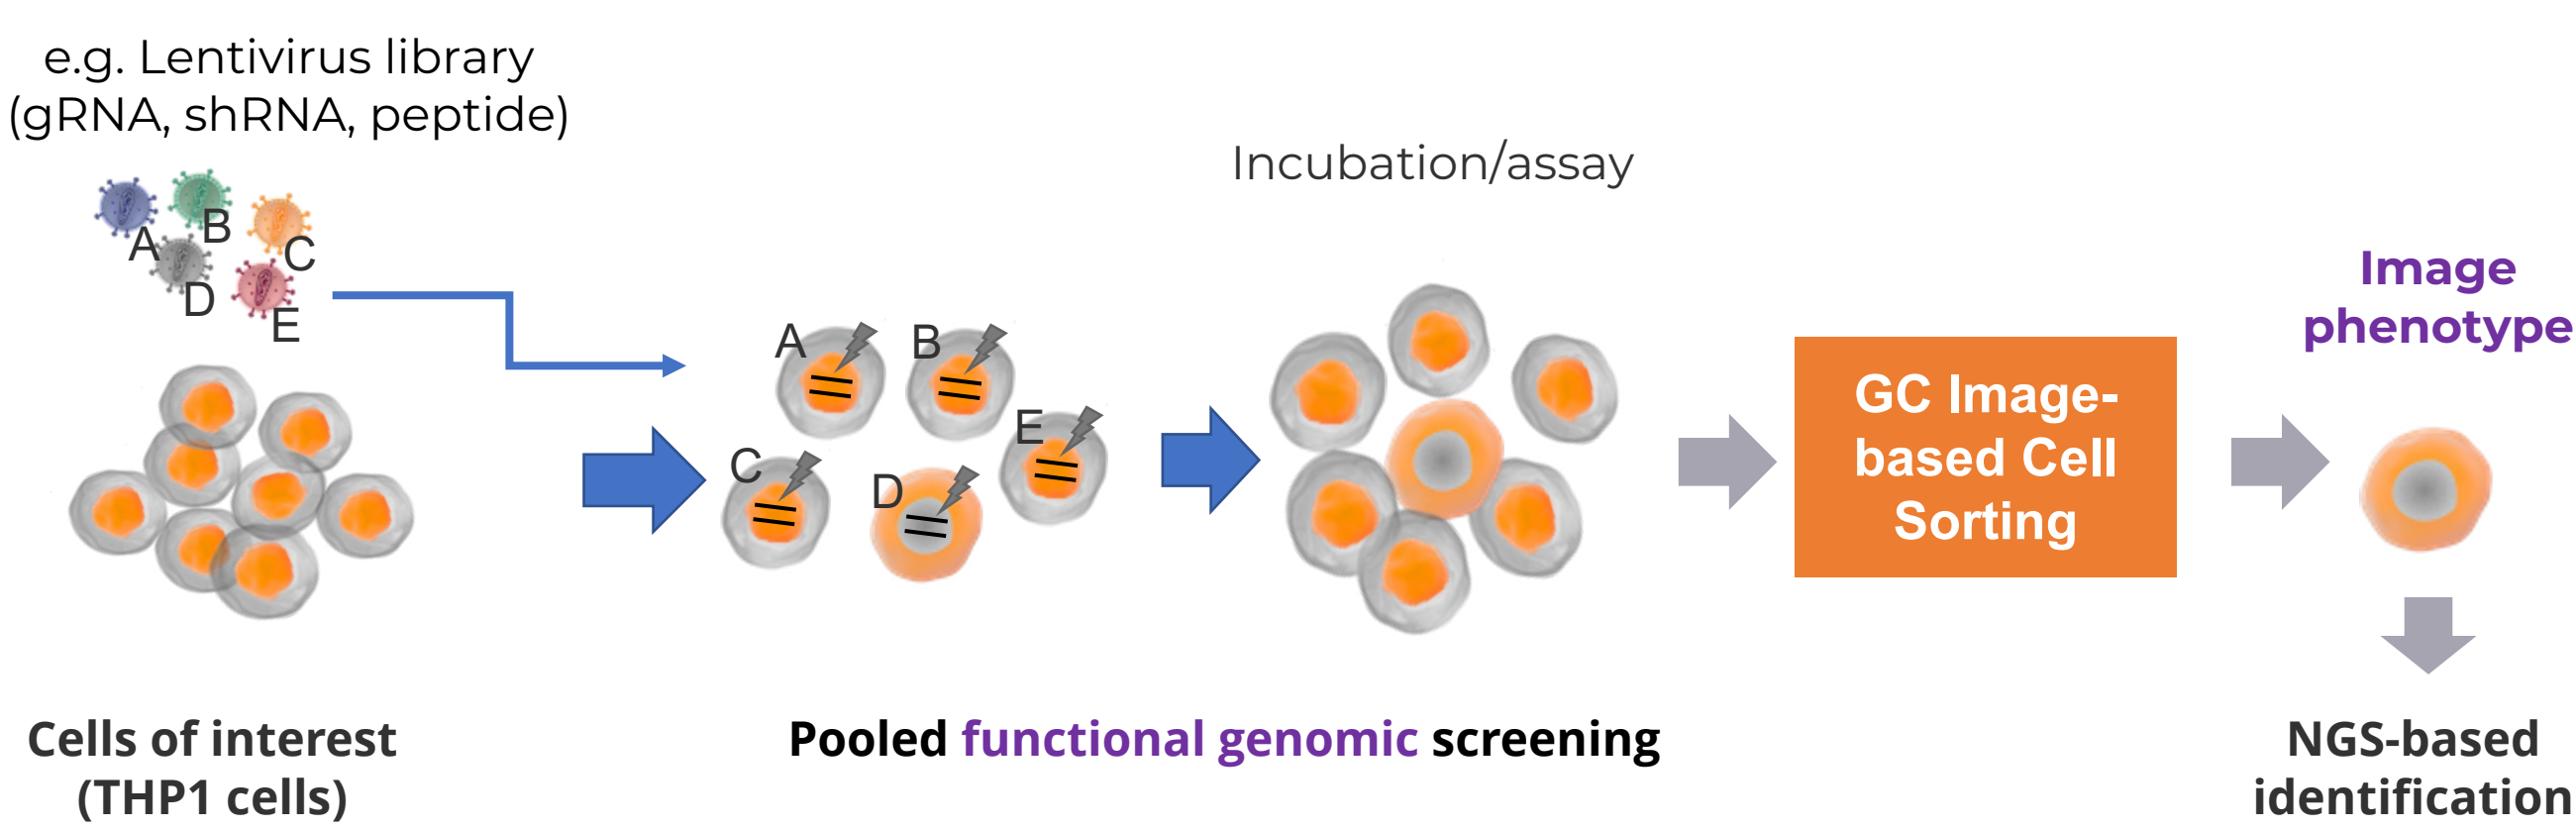 e.g. Lentivirus library
(gRNA, shRNA, peptide)
A
B
C
D
E
Cells of interest
(THP1 cells)
A
B
C
D
E
Incubation/assay
Pooled functional genomic screening
GC Image-
based Cell
Sorting
Image
phenotype
NGS-based
identification